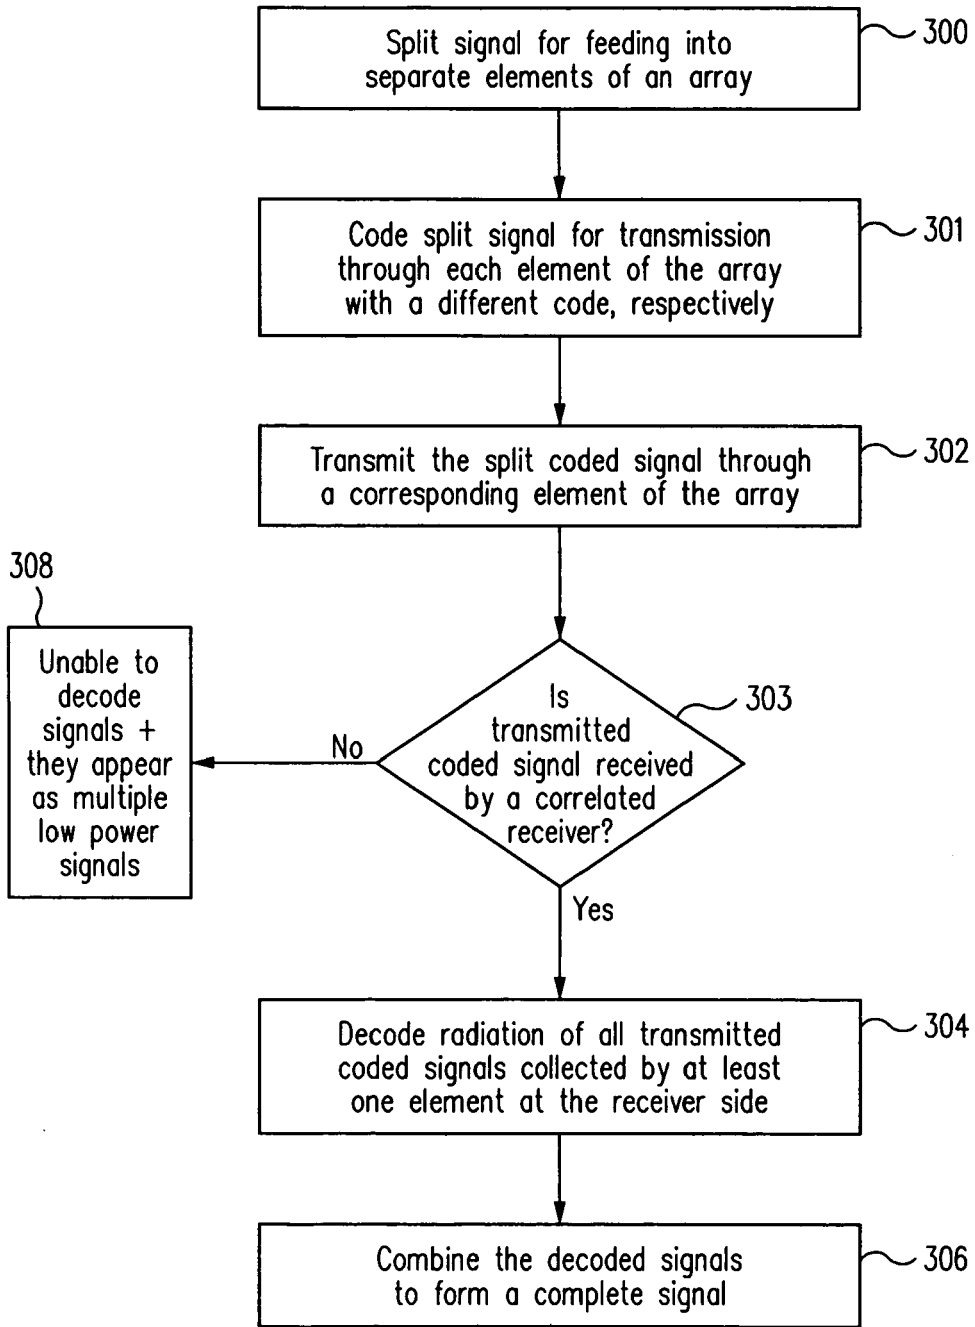 Split signal for feeding into
separate elements of an array
300
Code split signal for transmission
through each element of the array
with a different code, respectively
301
Transmit the split coded signal through
a corresponding element of the array
302
308
Unable to
decode
signals +
they appear
as multiple
low power
signals
No
Is
transmitted
coded signal received
by a correlated
receiver?
303
Yes
Decode radiation of all transmitted
coded signals collected by at least
one element at the receiver side
304
Combine the decoded signals
to form a complete signal
306